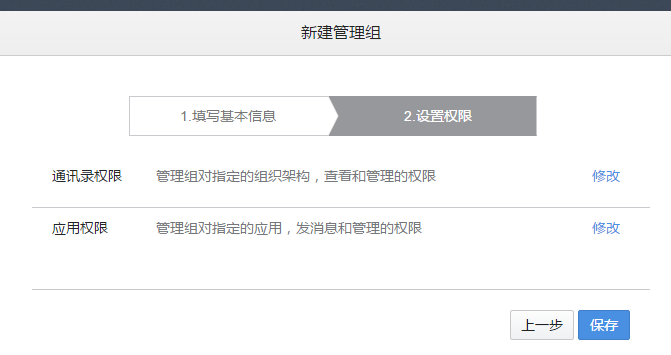 新建管理组
1.填写基本信息
2.设置权限
通讯录权限 管理组对指定的组织架构，查看和管理的权限 修改
应用权限 管理组对指定的应用，发消息和管理的权限 修改
上一步 保存